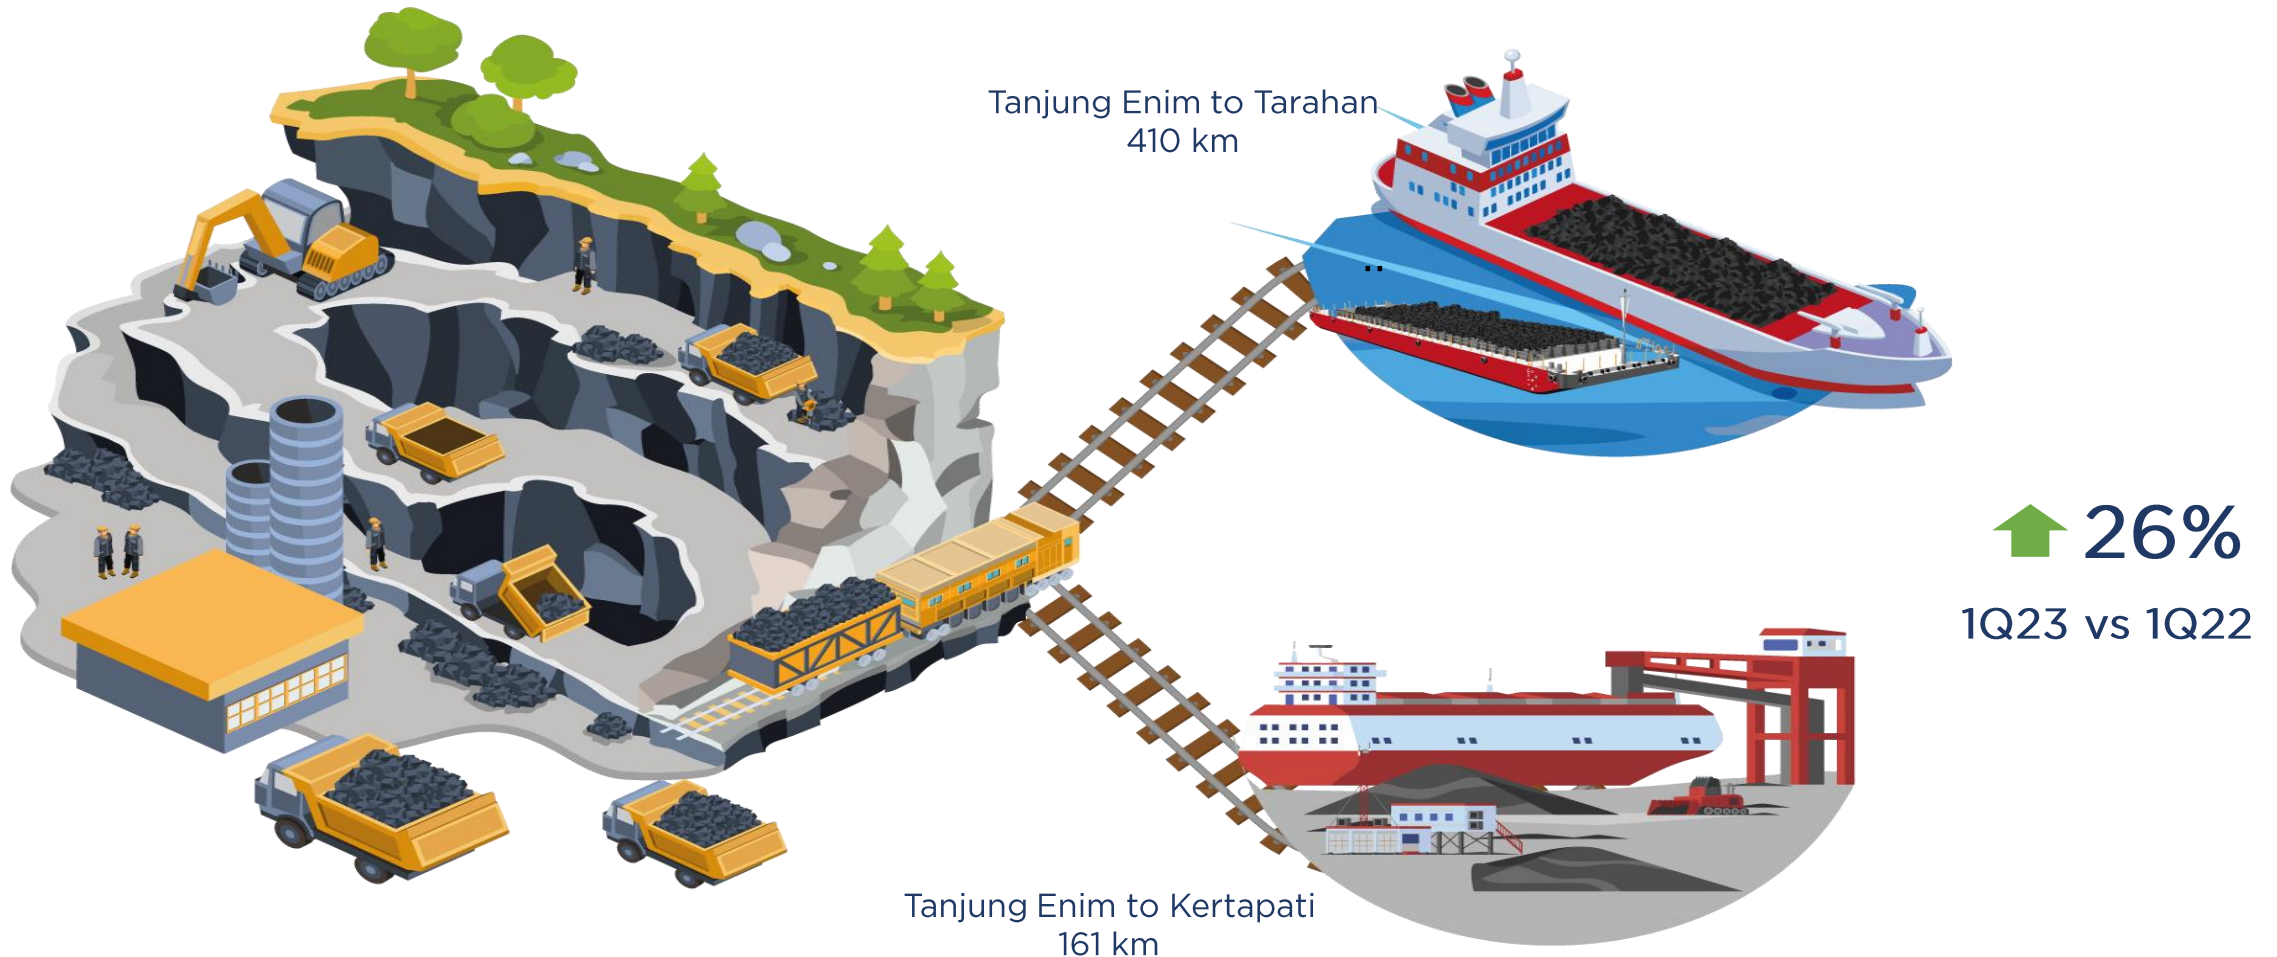 Tanjung Enim to Tarahan
410 km
26%
1Q23 vs 1Q22
Tanjung Enim to Kertapati
161 km